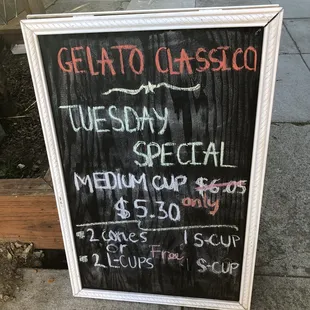 GELATO CLASSICO
TUESDAY
SPECIAL
MEDIUM CUP $6.05
$5.30 only
*2 cones 1 S-CUP
or Free
*2 L-CUPS S-CUP